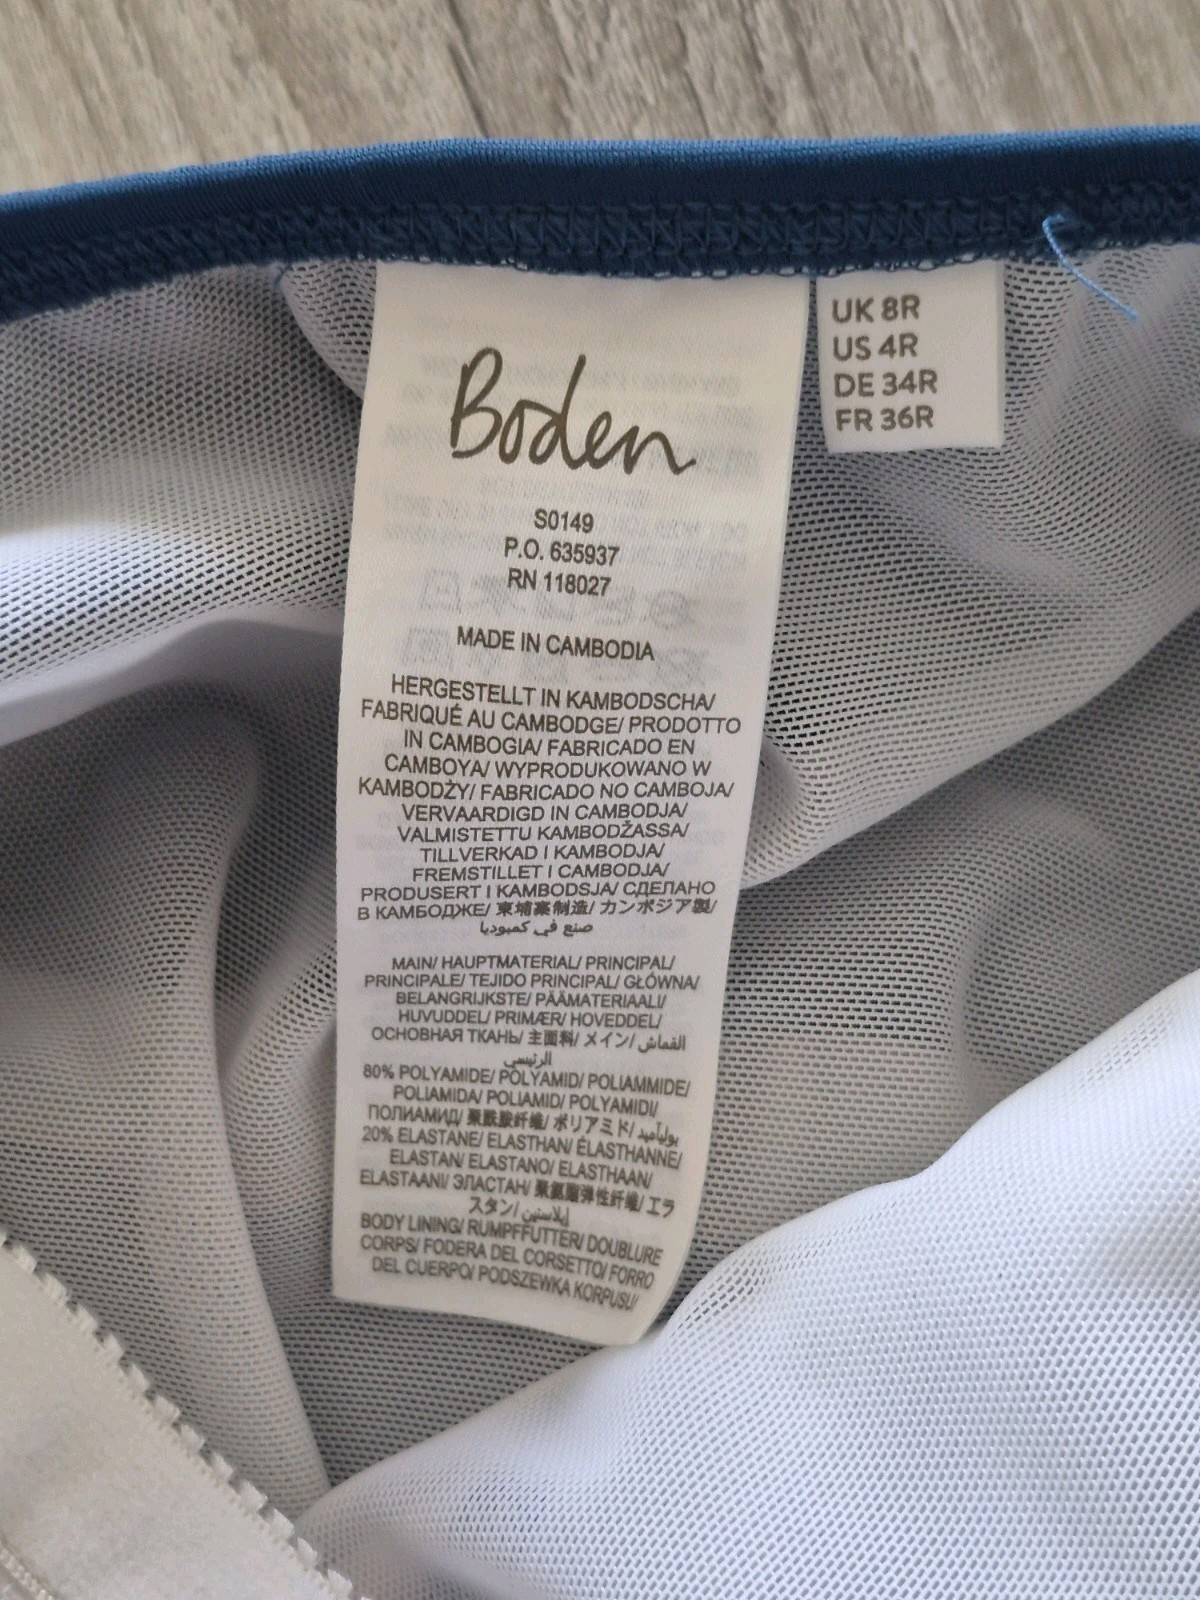 Boden
S0149
P.O. 635937
RN 118027
MADE IN CAMBODIA
HERGESTELLT IN KAMBODSCHA/
FABRIQUÉ AU CAMBODGE/ PRODOTTO
IN CAMBOGIA/ FABRICADO EN
CAMBOYA/ WYPRODUKOWANO W
KAMBODŻY/ FABRICADO NO CAMBOJA/
VERVAARDIGD IN CAMBODJA/
VALMISTETTU KAMBODŽASSA/
TILLVERKAD I KAMBODJA/
FREMSTILLET I CAMBODJA/
PRODUSERT I KAMBODSJA/ СДЕЛАНО
В КАМБОДЖЕ/ 柬埔寨制造/ カンボジア製/
صنع في كمبوديا
MAIN/ HAUPTMATERIAL/ PRINCIPAL/
PRINCIPALE/ TEJIDO PRINCIPAL/ GŁÓWNA/
BELANGRIJKSTE/ PÄÄMATERIAALI/
HUVUDDEL/ PRIMÆR/ HOVEDDEL/
ОСНОВНАЯ ТКАНЬ/ 主面料/ メイン/ القماش
الرئيسي
80% POLYAMIDE/ POLYAMID/ POLIAMMIDE/
POLIAMIDA/ POLIAMID/ POLYAMIDI/
ПОЛИАМИД/ 聚酰胺纤维/ ポリアミド/ بولياميد
20% ELASTANE/ ELASTHAN/ ÉLASTHANNE/
ELASTAN/ ELASTANO/ ELASTHAAN/
ELASTAANI/ ЭЛАСТАН/ 聚氨酯弹性纤维/ エラ
スタン/ إيلاستين
BODY LINING/ RUMPFFUTTER/ DOUBLURE
CORPS/ FODERA DEL CORSETTO/ FORRO
DEL CUERPO/ PODSZEWKA KORPUSU/
UK 8R
US 4R
DE 34R
FR 36R